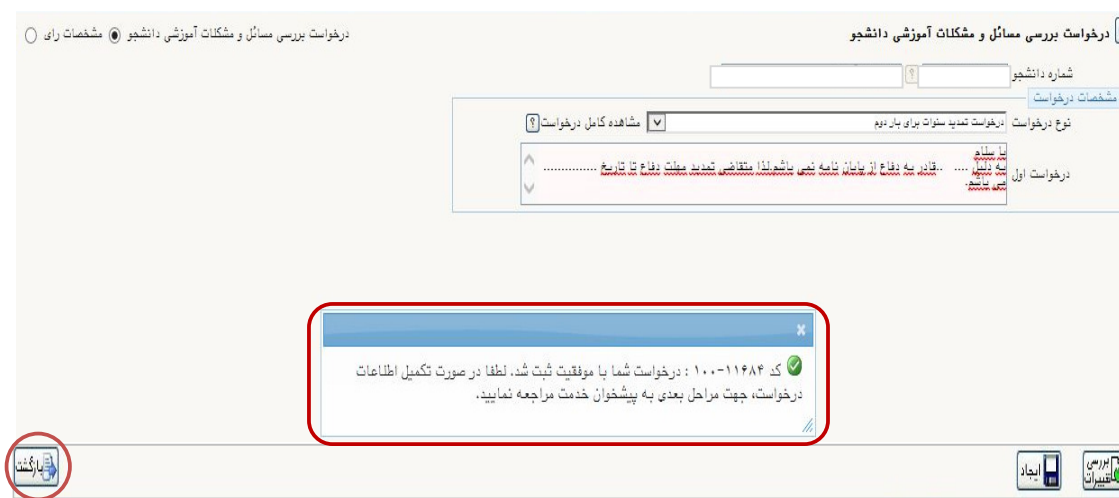 درخواست بررسی مسائل و مشکلات آموزشی دانشجو
درخواست بررسی مسائل و مشکلات آموزشی دانشجو مشخصات رای
شماره دانشجو ؟
مشخصات درخواست
نوع درخواست درخواست تمدید سنوات برای بار دوم مشاهده کامل درخواست ؟
درخواست اول
با سلام
به دلیل .... ..قادر به دفاع از پایان نامه نمی باشم.لذا متقاضی تمدید مهلت دفاع تا تاریخ ..............
می باشم.
کد ۱۱۶۸۴-۱۰۰ : درخواست شما با موفقیت ثبت شد. لطفا در صورت تکمیل اطلاعات
درخواست، جهت مراحل بعدی به پیشخوان خدمت مراجعه نمایید.
بررسی تغییرات
ایجاد
بازگشت